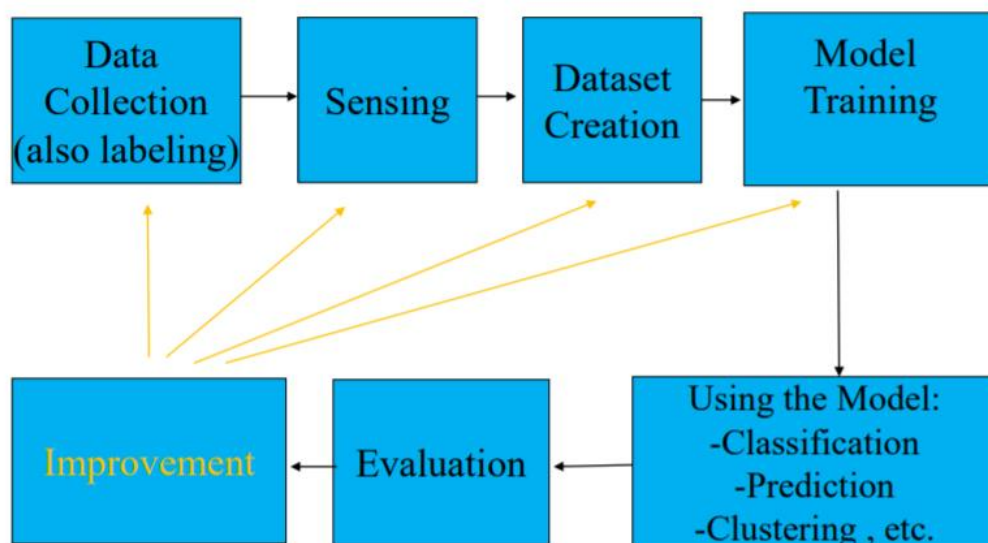 Data
Collection
(also labeling)
Sensing
Dataset
Creation
Model
Training
Using the Model:
-Classification
-Prediction
-Clustering , etc.
Evaluation
Improvement